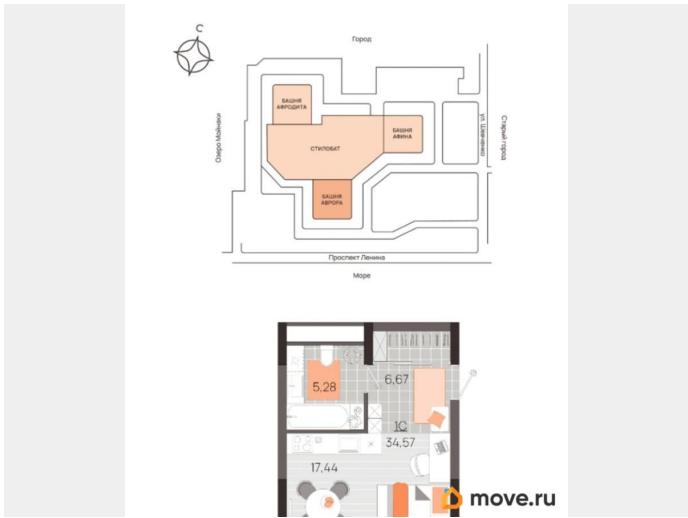 С
Город
БАШНЯ
АФРОДИТА
БАШНЯ
АФИНА
СТИЛОБАТ
БАШНЯ
АВРОРА
Озеро Мойнаки
ул. Шевченко
Старый город
Проспект Ленина
Море
5,28
6,67
1С
34,57
17,44
move.ru